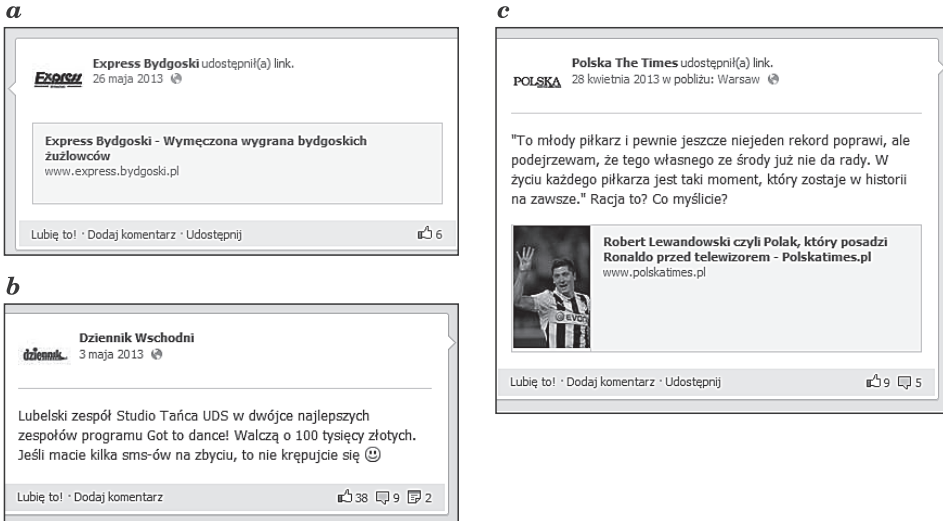 a
Express
Express Bydgoski udostępnił(a) link.
26 maja 2013
Express Bydgoski - Wymęczona wygrana bydgoskich
żużlowców
www.express.bydgoski.pl
Lubię to! · Dodaj komentarz · Udostępnij
6
b
dziennik
Dziennik Wschodni
3 maja 2013
Lubelski zespół Studio Tańca UDS w dwójce najlepszych
zespołów programu Got to dance! Walczą o 100 tysięcy złotych.
Jeśli macie kilka sms-ów na zbyciu, to nie krępujcie się
Lubię to! · Dodaj komentarz
38 9 2
c
POLSKA
Polska The Times udostępnił(a) link.
28 kwietnia 2013 w pobliżu: Warsaw
"To młody piłkarz i pewnie jeszcze niejeden rekord poprawi, ale
podejrzewam, że tego własnego ze środy już nie da rady. W
życiu każdego piłkarza jest taki moment, który zostaje w historii
na zawsze." Racja to? Co myślicie?
Robert Lewandowski czyli Polak, który posadzi
Ronaldo przed telewizorem - Polskatimes.pl
www.polskatimes.pl
EVON
Lubię to! · Dodaj komentarz · Udostępnij
9 5